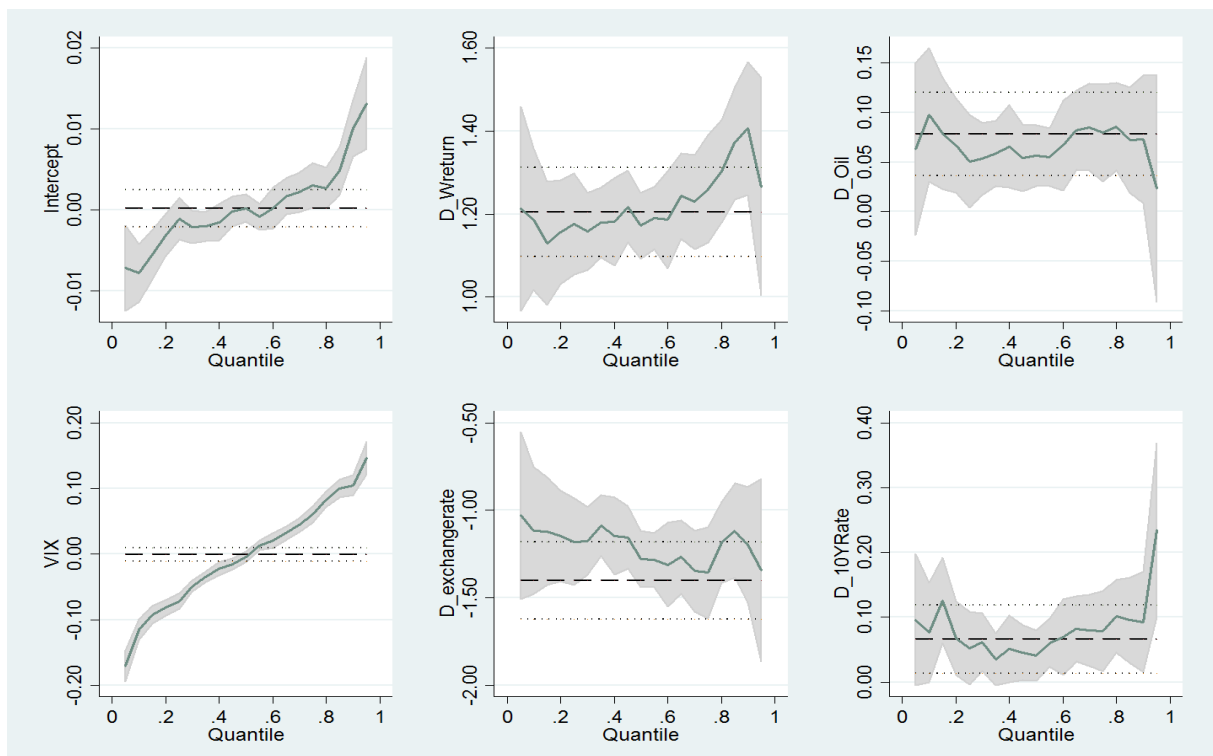 Intercept
0.02
0.01
0.00
-0.01
0 .2 .4 .6 .8 1
Quantile
D_Wreturn
1.60
1.40
1.20
1.00
0 .2 .4 .6 .8 1
Quantile
D_Oil
0.15
0.10
0.05
0.00
-0.05
-0.10
0 .2 .4 .6 .8 1
Quantile
VIX
0.20
0.10
0.00
-0.10
-0.20
0 .2 .4 .6 .8 1
Quantile
D_exchangerate
-0.50
-1.00
-1.50
-2.00
0 .2 .4 .6 .8 1
Quantile
D_10YRate
0.40
0.30
0.20
0.10
0.00
0 .2 .4 .6 .8 1
Quantile